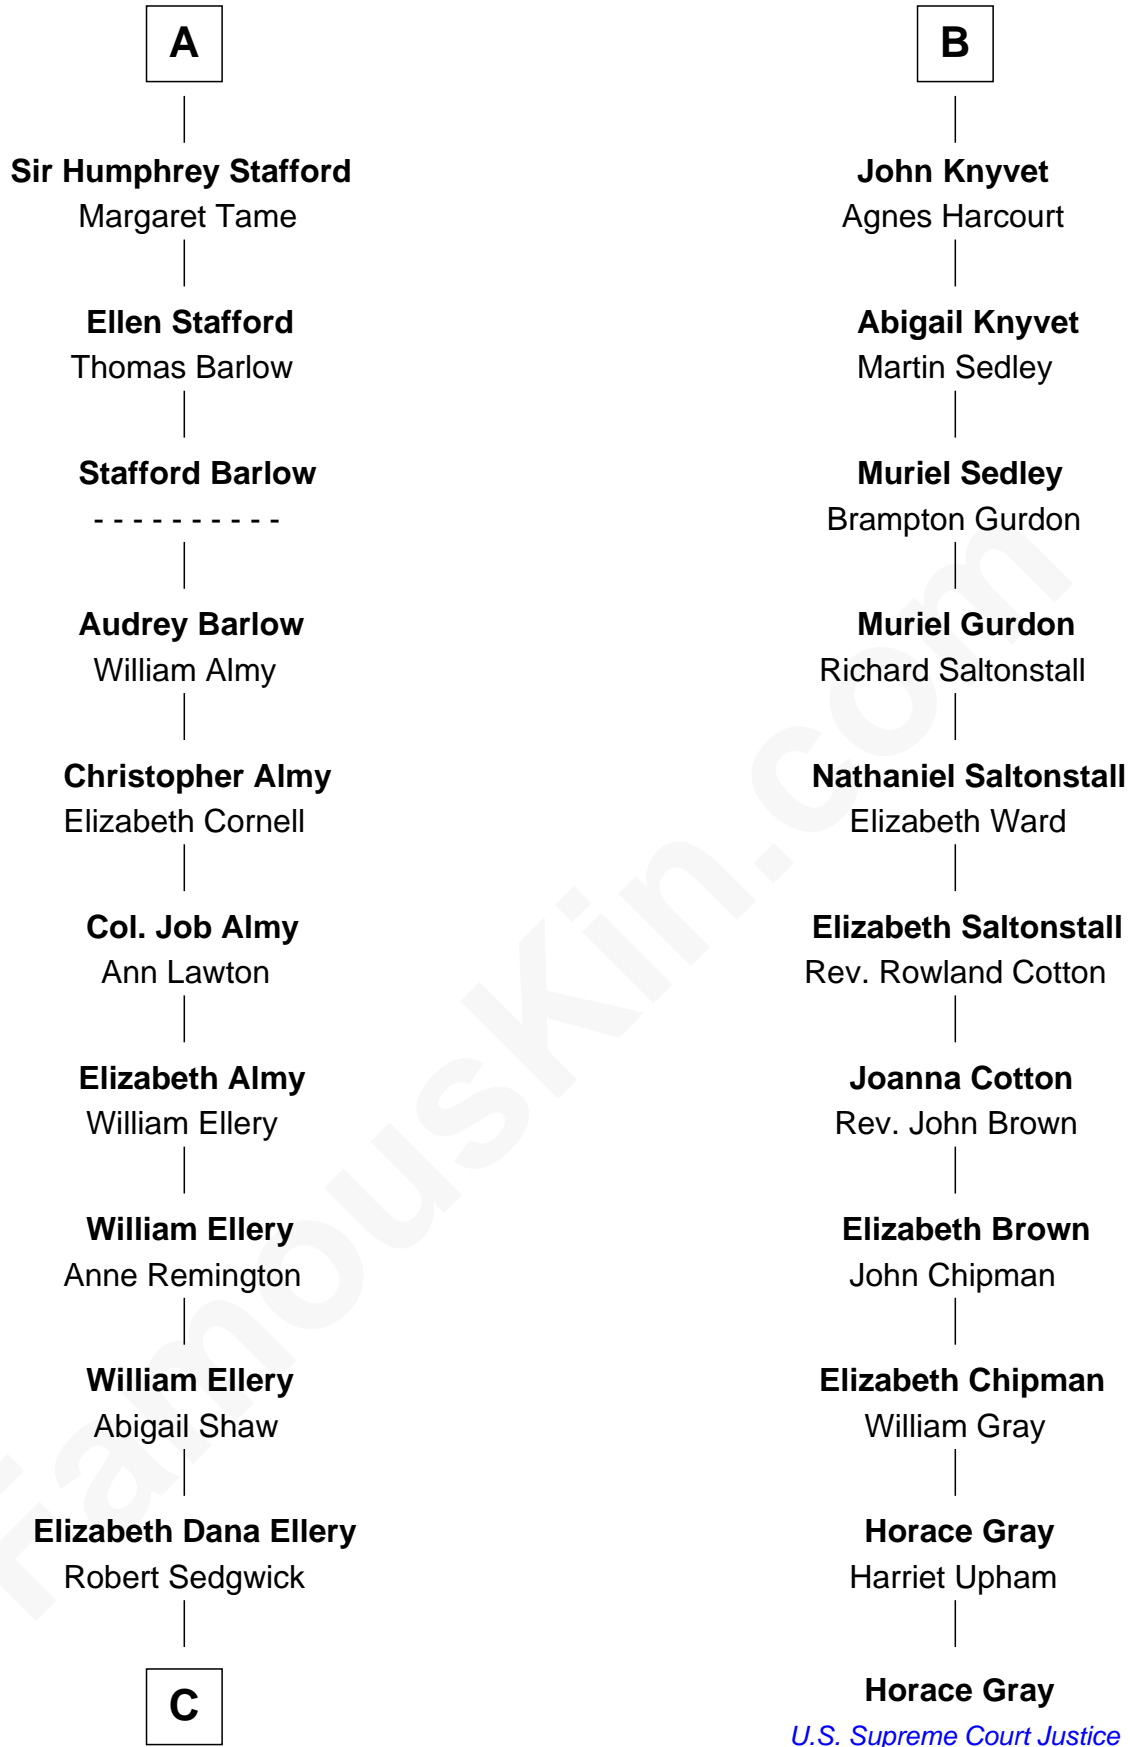 A
Sir Humphrey Stafford
Margaret Tame
Ellen Stafford
Thomas Barlow
Stafford Barlow
- - - - - - - - - -
Audrey Barlow
William Almy
Christopher Almy
Elizabeth Cornell
Col. Job Almy
Ann Lawton
Elizabeth Almy
William Ellery
William Ellery
Anne Remington
William Ellery
Abigail Shaw
Elizabeth Dana Ellery
Robert Sedgwick
C
B
John Knyvet
Agnes Harcourt
Abigail Knyvet
Martin Sedley
Muriel Sedley
Brampton Gurdon
Muriel Gurdon
Richard Saltonstall
Nathaniel Saltonstall
Elizabeth Ward
Elizabeth Saltonstall
Rev. Rowland Cotton
Joanna Cotton
Rev. John Brown
Elizabeth Brown
John Chipman
Elizabeth Chipman
William Gray
Horace Gray
Harriet Upham
Horace Gray
U.S. Supreme Court Justice
FamousKin.com